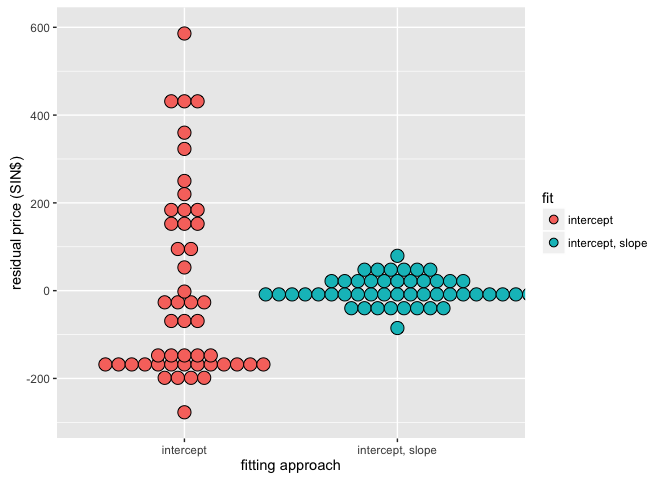 600
400
200
0
-200
residual price (SIN$)
intercept
intercept, slope
fitting approach
fit
intercept
intercept, slope